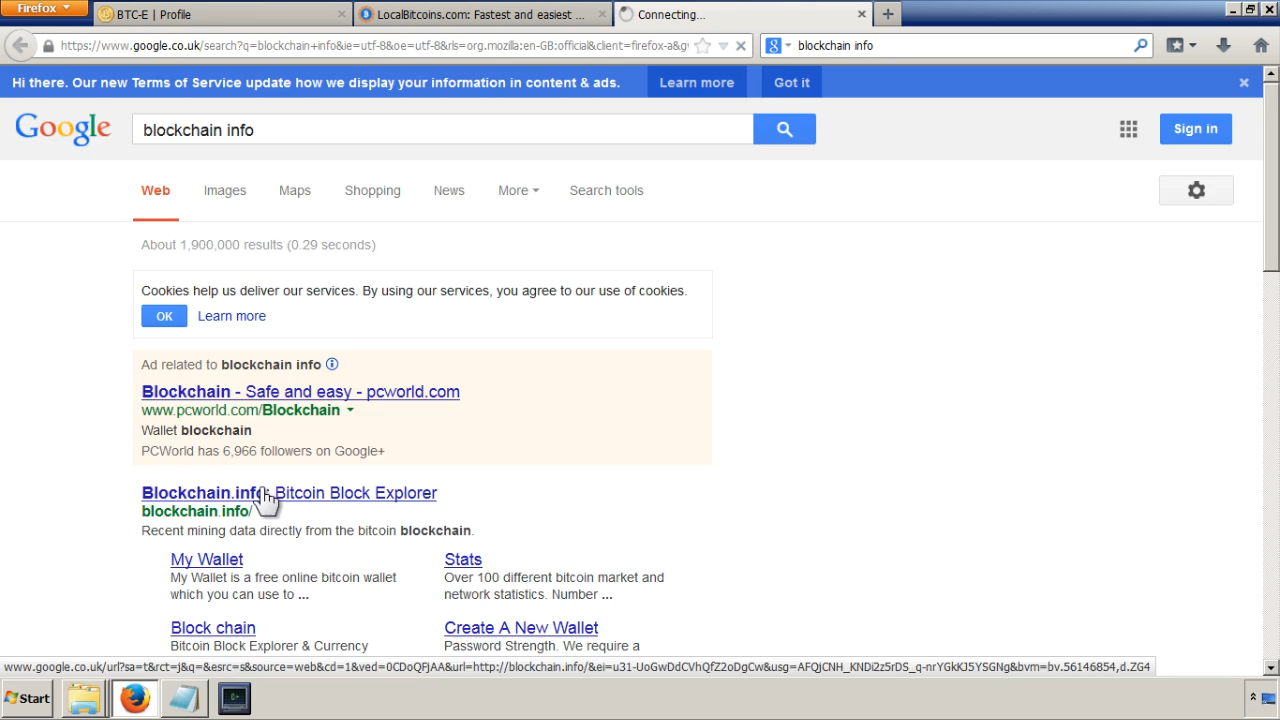 Firefox
BTC-E | Profile
LocalBitcoins.com: Fastest and easiest ...
Connecting...
https://www.google.co.uk/search?q=blockchain+info&ie=utf-8&oe=utf-8&rls=org.mozilla:en-GB:official&client=firefox-a&g
blockchain info
Hi there. Our new Terms of Service update how we display your information in content & ads.
Learn more
Got it
Google
blockchain info
Sign in
Web
Images
Maps
Shopping
News
More
Search tools
About 1,900,000 results (0.29 seconds)
Cookies help us deliver our services. By using our services, you agree to our use of cookies.
OK
Learn more
Ad related to blockchain info
Blockchain - Safe and easy - pcworld.com
www.pcworld.com/Blockchain
Wallet blockchain
PCWorld has 6,966 followers on Google+
Blockchain.info: Bitcoin Block Explorer
blockchain.info/
Recent mining data directly from the bitcoin blockchain.
My Wallet
My Wallet is a free online bitcoin wallet
which you can use to ...
Stats
Over 100 different bitcoin market and
network statistics. Number ...
Block chain
Bitcoin Block Explorer & Currency
Create A New Wallet
Password Strength. We require a
www.google.co.uk/url?sa=t&rct=j&q=&esrc=s&source=web&cd=1&ved=0CDoQFjAA&url=http://blockchain.info/&ei=u31-UoGwDdCVhQfZ2oDgCw&usg=AFQjCNH_KNDi2z5rDS_q-nrYGkKJ5YSGNg&bvm=bv.56146854,d.ZG4
Start